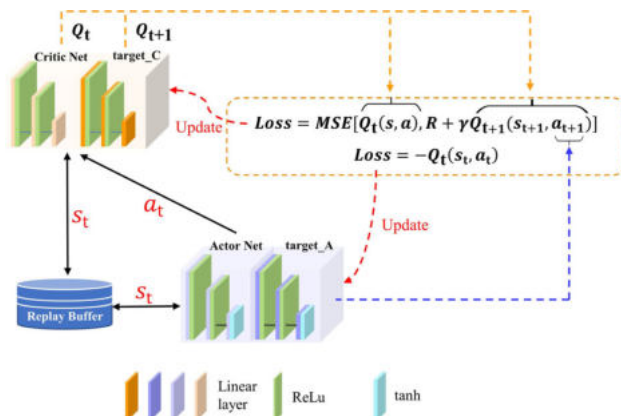 Qt Qt+1
Critic Net target_C
Update
Loss = MSE[Qt(s, a), R + γQt+1(st+1, at+1)]
Loss = −Qt(st, at)
st
at
Update
Actor Net target_A
st
Replay Buffer
Linear layer
ReLu
tanh